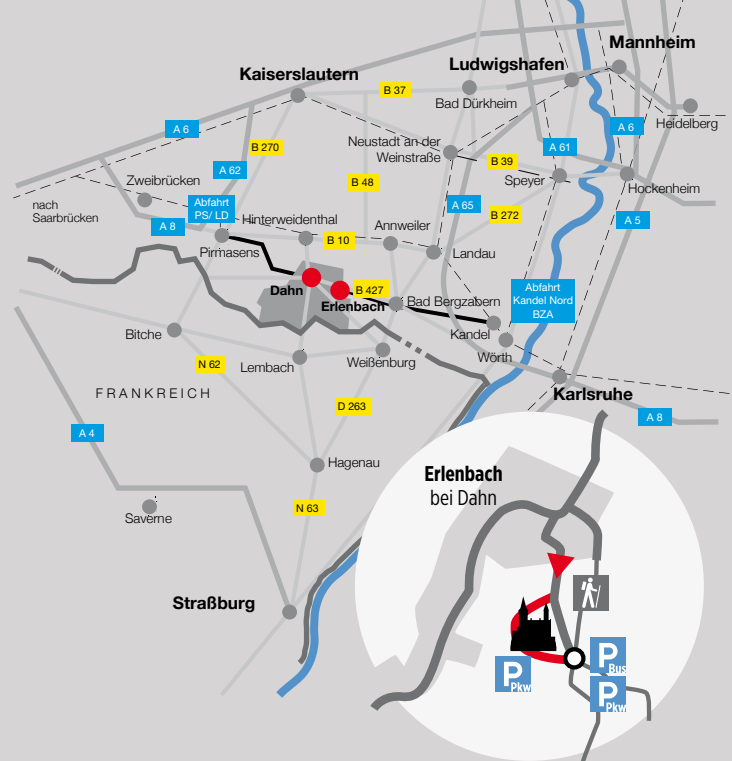 Mannheim
Ludwigshafen
Kaiserslautern
B 37
Bad Dürkheim
A 6
A 6
Heidelberg
B 270
Neustadt an der
Weinstraße
A 61
B 39
A 62
Zweibrücken
B 48
Speyer
Hockenheim
nach
Saarbrücken
Abfahrt
PS/ LD
A 65
B 272
A 5
A 8
Hinterweidenthal
Annweiler
B 10
Pirmasens
Landau
Dahn
B 427
Erlenbach
Bad Bergzabern
Abfahrt
Kandel Nord
BZA
Bitche
Kandel
Wörth
N 62
Lembach
Weißenburg
FRANKREICH
Karlsruhe
D 263
A 8
A 4
Hagenau
Erlenbach
bei Dahn
N 63
Saverne
Straßburg
P
Bus
P
Pkw
P
Pkw